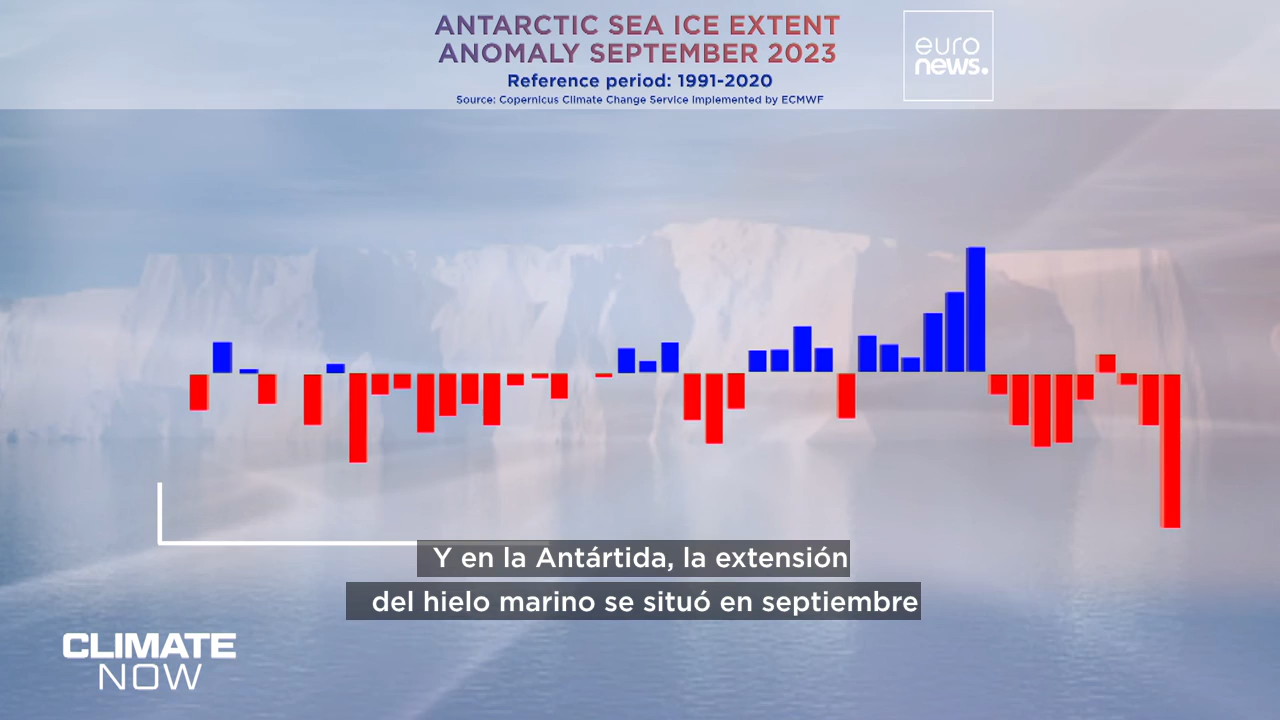 ANTARCTIC SEA ICE EXTENT
ANOMALY SEPTEMBER 2023
Reference period: 1991-2020
Source: Copernicus Climate Change Service Implemented by ECMWF
euro
news.
Y en la Antártida, la extensión
del hielo marino se situó en septiembre
CLIMATE
NOW